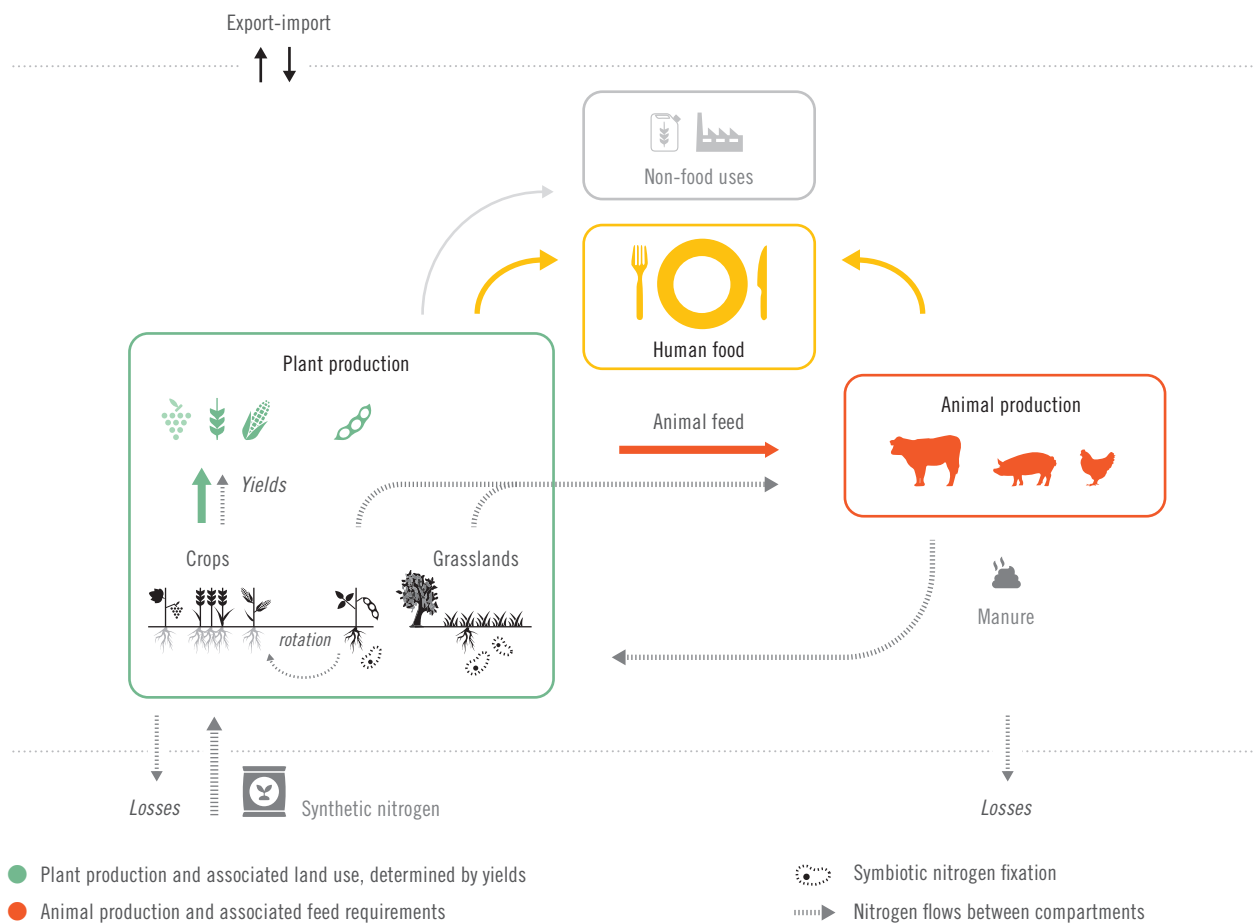 Export-import
Non-food uses
Human food
Plant production
Animal production
Animal feed
Yields
Crops
Grasslands
Manure
rotation
Losses
Synthetic nitrogen
Losses
Plant production and associated land use, determined by yields
Symbiotic nitrogen fixation
Animal production and associated feed requirements
Nitrogen flows between compartments